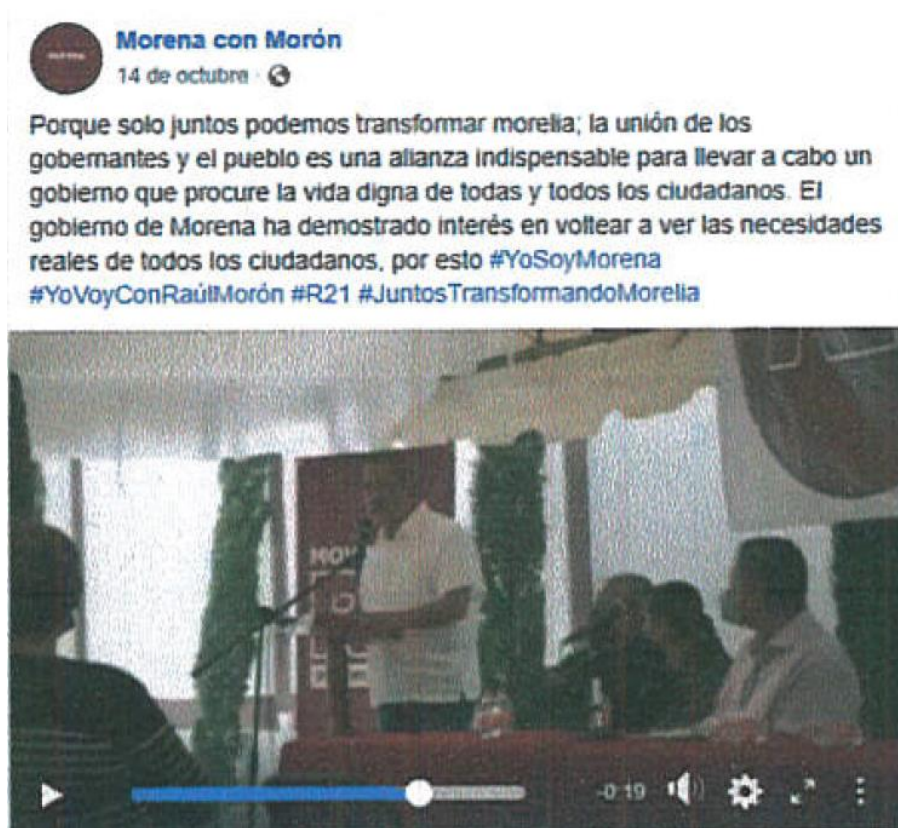 Morena con Morón
14 de octubre ·
Porque solo juntos podemos transformar morelia; la unión de los
gobernantes y el pueblo es una alianza indispensable para llevar a cabo un
gobierno que procure la vida digna de todas y todos los ciudadanos. El
gobierno de Morena ha demostrado interés en voltear a ver las necesidades
reales de todos los ciudadanos, por esto #YoSoyMorena
#YoVoyConRaúlMorón #R21 #JuntosTransformandoMorelia
-0:19